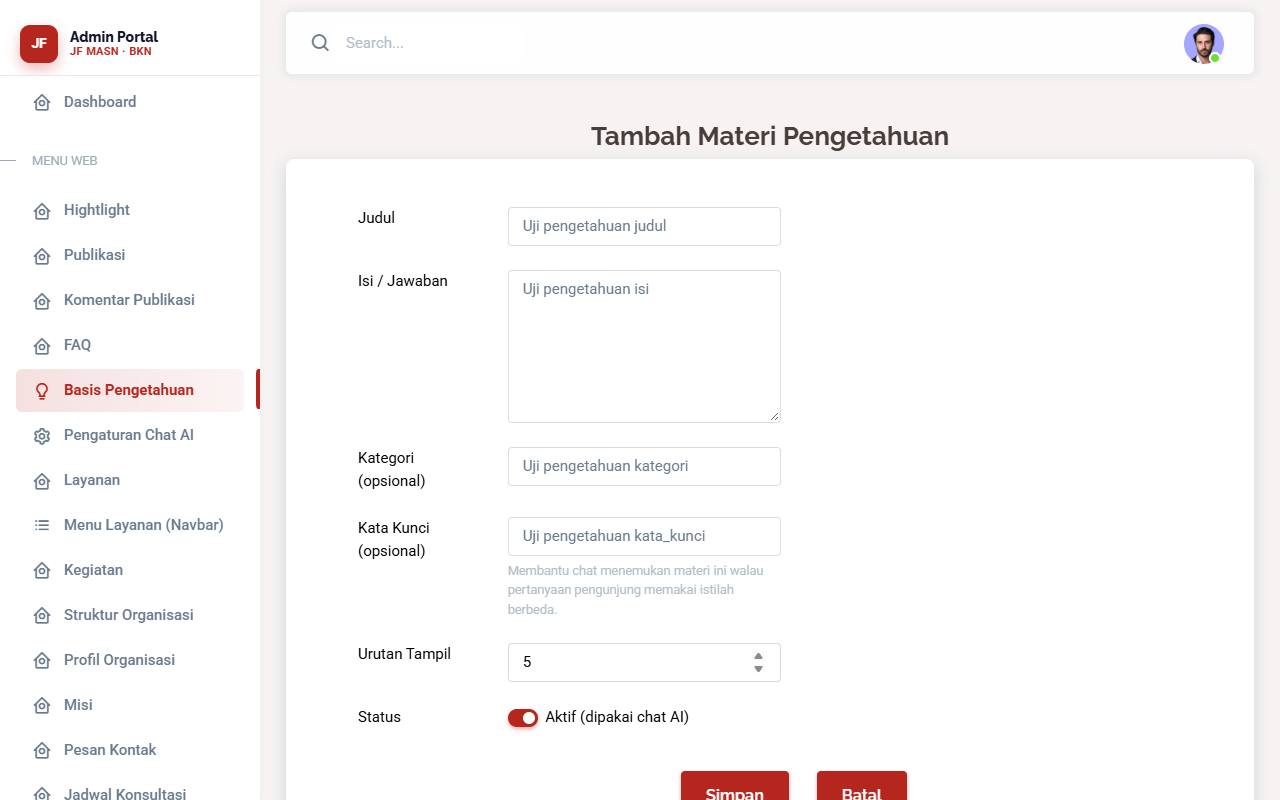 JF
Admin Portal
JF MASN · BKN
Search...
Dashboard
MENU WEB
Hightlight
Publikasi
Komentar Publikasi
FAQ
Basis Pengetahuan
Pengaturan Chat AI
Layanan
Menu Layanan (Navbar)
Kegiatan
Struktur Organisasi
Profil Organisasi
Misi
Pesan Kontak
Jadwal Konsultasi
Tambah Materi Pengetahuan
Judul
Uji pengetahuan judul
Isi / Jawaban
Uji pengetahuan isi
Kategori
(opsional)
Uji pengetahuan kategori
Kata Kunci
(opsional)
Uji pengetahuan kata_kunci
Membantu chat menemukan materi ini walau
pertanyaan pengunjung memakai istilah
berbeda.
Urutan Tampil
5
Status
Aktif (dipakai chat AI)
Simpan
Batal